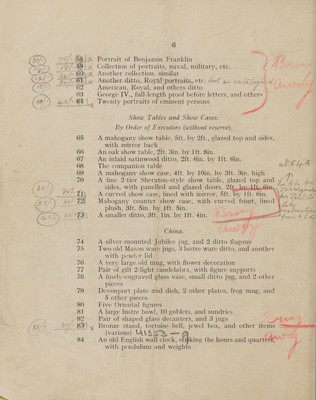 6
58 Portrait of Benjamin Franklin
59 Collection of portraits, naval, military, etc.
60 Another collection, similar
61 Another ditto, Royal portraits, etc.
62 American, Royal, and others ditto
63 George IV., full-length proof before letters, and others
64 Twenty portraits of eminent persons
Show Tables and Show Cases.
By Order of Executors (without reserve).
65 A mahogany show table, 5ft. by 2ft., glazed top and sides,
with mirror back
66 An oak show table, 2ft. 3in. by 1ft. 8in.
67 An inlaid satinwood ditto, 2ft. 6in. by 1ft. 6in.
68 The companion table
69 A mahogany show case, 4ft. by 10in., by 3ft. 3in. high
70 A fine 2-tier Sheraton-style show table, glazed top and
sides, with panelled and glazed doors, 2ft. by 1ft. 6in.
71 A curved show case, lined with mirror, 5ft. by 1ft. 6in.
72 Mahogany counter show case, with curved front, lined
plush, 3ft. 5in. by 1ft. 5in.
73 A smaller ditto, 3ft. 1in. by 1ft. 4in.
China.
74 A silver-mounted Jubilee jug, and 2 ditto flagons
75 Two old Mason ware jugs, 3 lustre ware ditto, and another
with pewter lid
76 A very large old mug, with flower decoration
77 Pair of gilt 2-light candelabra, with figure supports
78 A finely-engraved glass vase, small ditto jug, and 2 other
pieces
79 Devonport plate and dish, 2 other plates, frog mug, and
5 other pieces
80 Five Oriental figures
81 A large lustre bowl, 10 goblets, and sundries
82 Pair of shaped glass decanters, and 3 jugs
83 Bronze stand, tortoise bell, jewel box, and other items
(various)
84 An old English wall clock, striking the hours and quarters,
with pendulum and weights